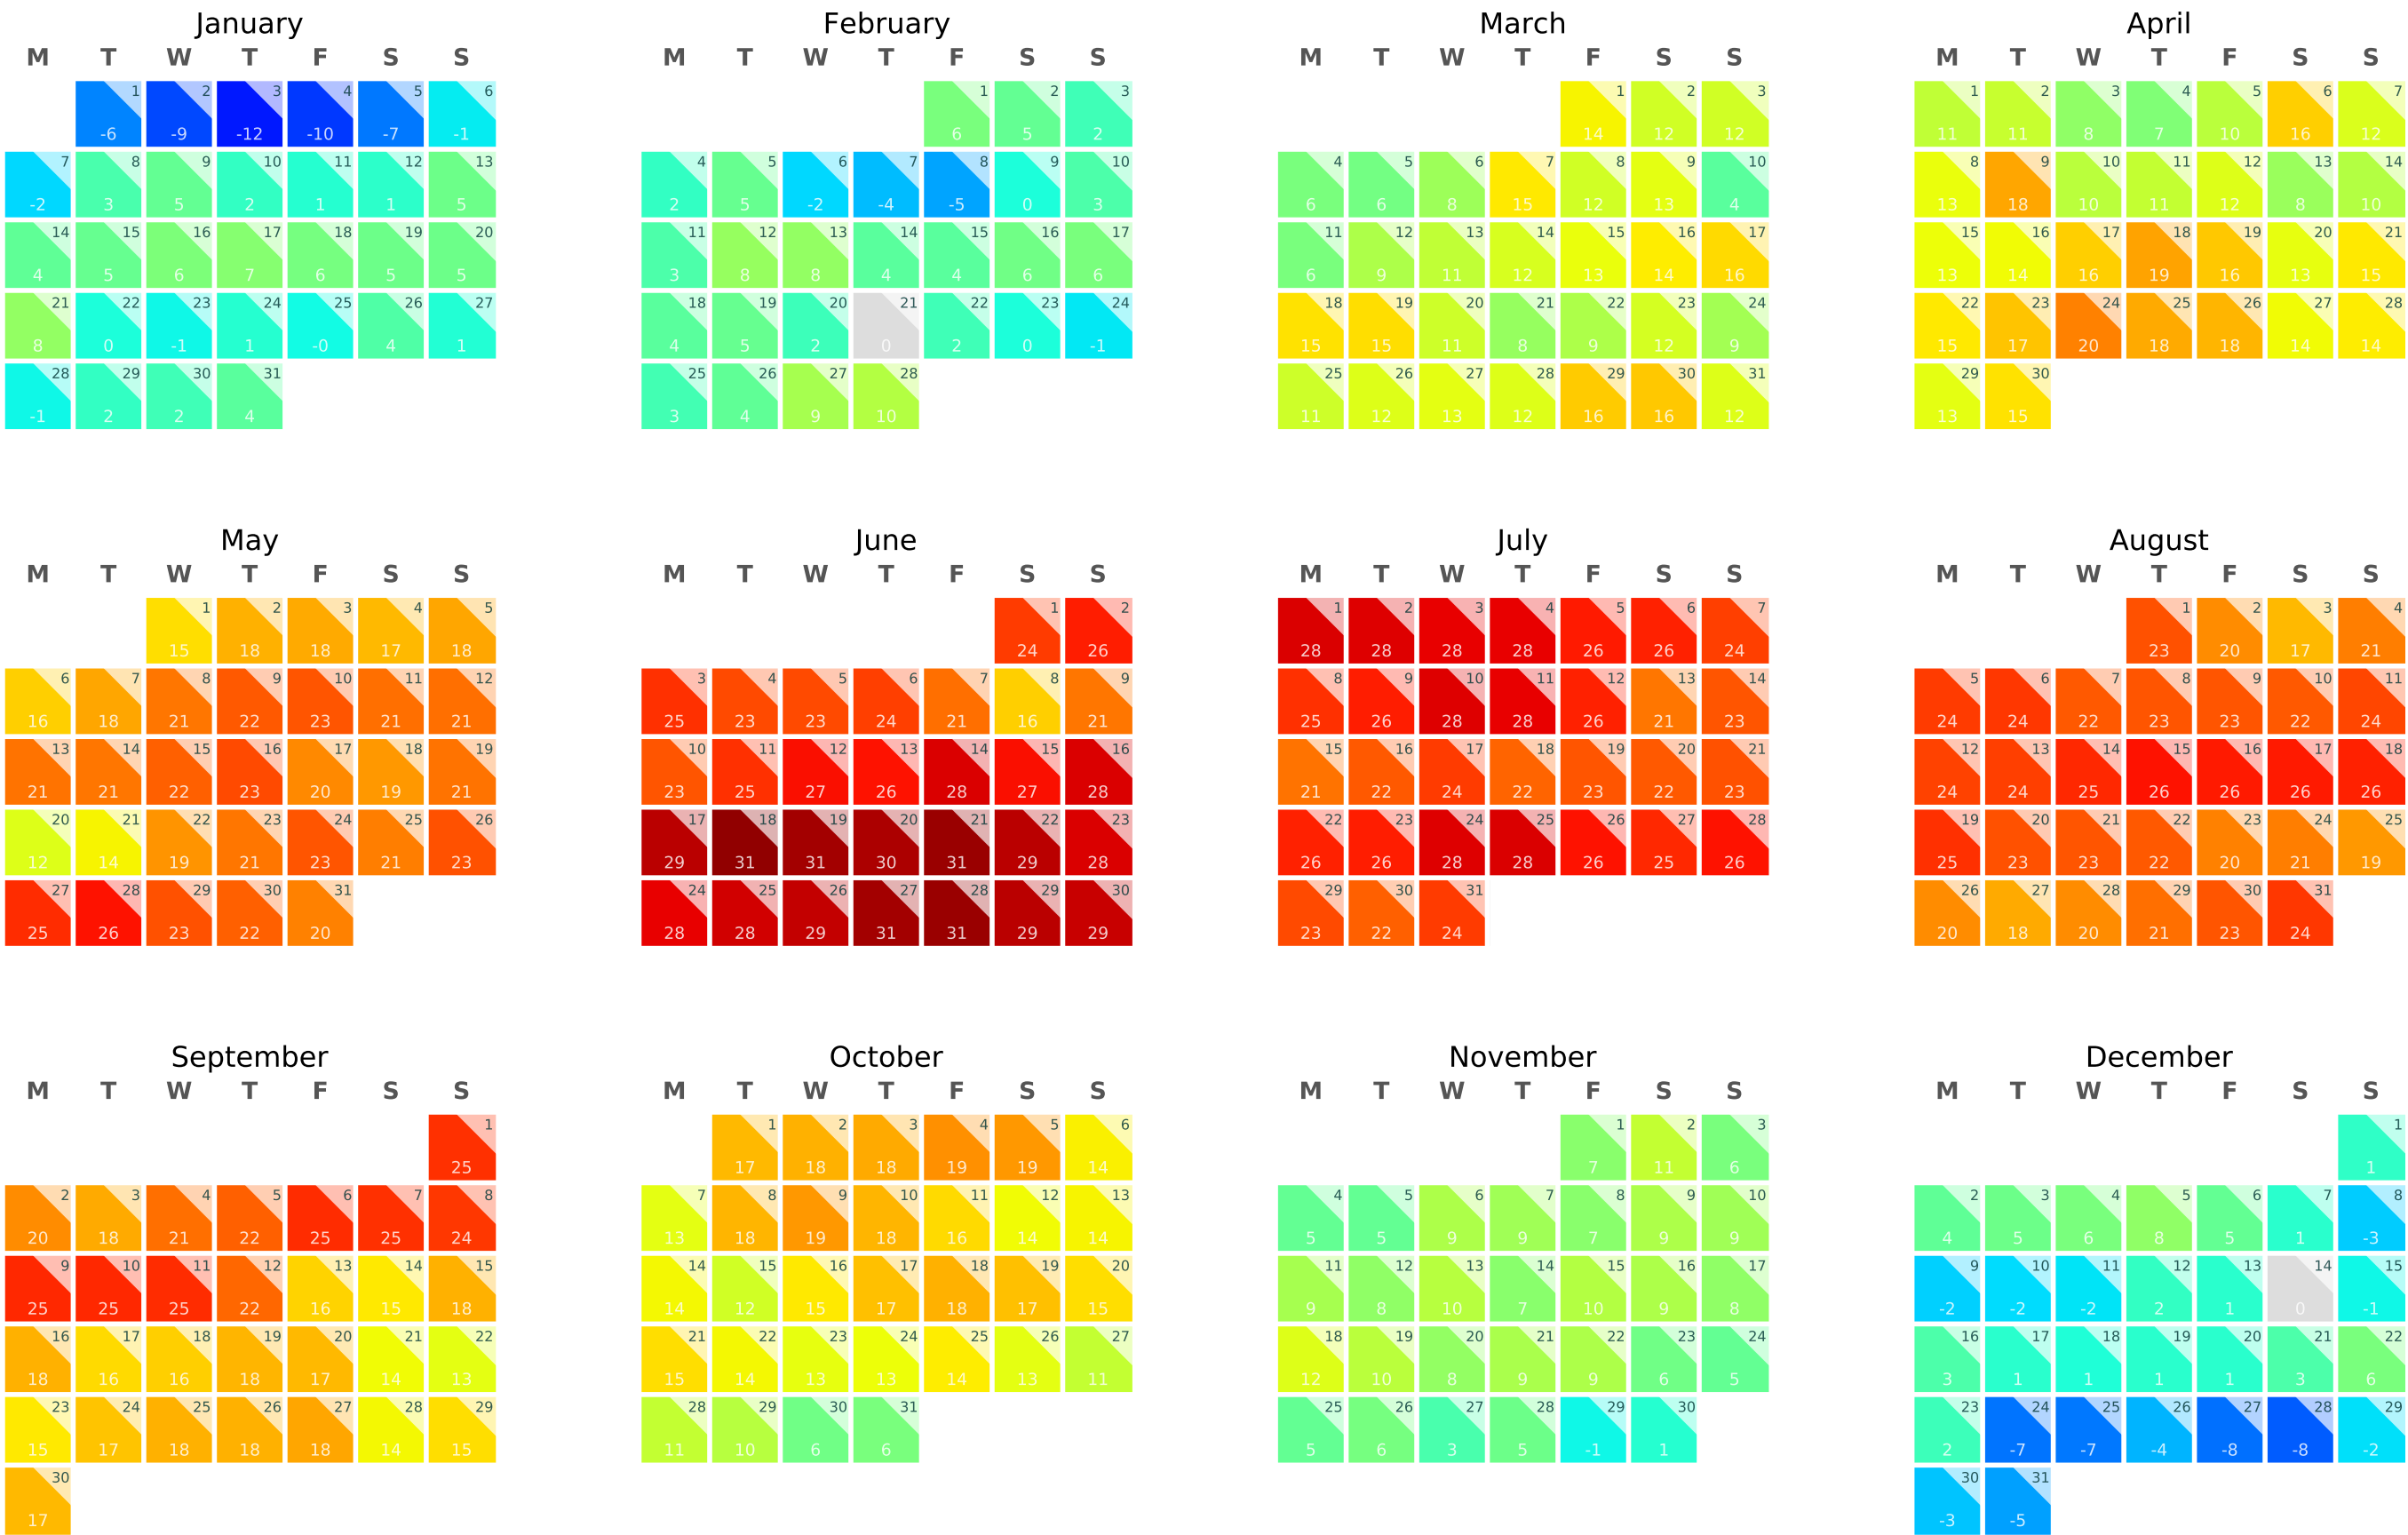 January February March April
M T W T F S S M T W T F S S M T W T F S S M T W T F S S
1 2 3 4 5 6 1 2 3 1 2 3 1 2 3 4 5 6 7
-6 -9 -12 -10 -7 -1 6 5 2 14 12 12 11 11 8 7 10 16 12
7 8 9 10 11 12 13 4 5 6 7 8 9 10 4 5 6 7 8 9 10 8 9 10 11 12 13 14
-2 3 5 2 1 1 5 2 5 -2 -4 -5 0 3 6 6 8 15 12 13 4 13 18 10 11 12 8 10
14 15 16 17 18 19 20 11 12 13 14 15 16 17 11 12 13 14 15 16 17 15 16 17 18 19 20 21
4 5 6 7 6 5 5 3 8 8 4 4 6 6 6 9 11 12 13 14 16 13 14 16 19 16 13 15
21 22 23 24 25 26 27 18 19 20 21 22 23 24 18 19 20 21 22 23 24 22 23 24 25 26 27 28
8 0 -1 1 -0 4 1 4 5 2 0 2 0 -1 15 15 11 8 9 12 9 15 17 20 18 18 14 14
28 29 30 31 25 26 27 28 25 26 27 28 29 30 31 29 30
-1 2 2 4 3 4 9 10 11 12 13 12 16 16 12 13 15
May June July August
M T W T F S S M T W T F S S M T W T F S S M T W T F S S
1 2 3 4 5 1 2 1 2 3 4 5 6 7 1 2 3 4
15 18 18 17 18 24 26 28 28 28 28 26 26 24 23 20 17 21
6 7 8 9 10 11 12 3 4 5 6 7 8 9 8 9 10 11 12 13 14 5 6 7 8 9 10 11
16 18 21 22 23 21 21 25 23 23 24 21 16 21 25 26 28 28 26 21 23 24 24 22 23 23 22 24
13 14 15 16 17 18 19 10 11 12 13 14 15 16 15 16 17 18 19 20 21 12 13 14 15 16 17 18
21 21 22 23 20 19 21 23 25 27 26 28 27 28 21 22 24 22 23 22 23 24 24 25 26 26 26 26
20 21 22 23 24 25 26 17 18 19 20 21 22 23 22 23 24 25 26 27 28 19 20 21 22 23 24 25
12 14 19 21 23 21 23 29 31 31 30 31 29 28 26 26 28 28 26 25 26 25 23 23 22 20 21 19
27 28 29 30 31 24 25 26 27 28 29 30 29 30 31 26 27 28 29 30 31
25 26 23 22 20 28 28 29 31 31 29 29 23 22 24 20 18 20 21 23 24
September October November December
M T W T F S S M T W T F S S M T W T F S S M T W T F S S
1 1 2 3 4 5 6 1 2 3 1
25 17 18 18 19 19 14 7 11 6 1
2 3 4 5 6 7 8 7 8 9 10 11 12 13 4 5 6 7 8 9 10 2 3 4 5 6 7 8
20 18 21 22 25 25 24 13 18 19 18 16 14 14 5 5 9 9 7 9 9 4 5 6 8 5 1 -3
9 10 11 12 13 14 15 14 15 16 17 18 19 20 11 12 13 14 15 16 17 9 10 11 12 13 14 15
25 25 25 22 16 15 18 14 12 15 17 18 17 15 9 8 10 7 10 9 8 -2 -2 -2 2 1 0 -1
16 17 18 19 20 21 22 21 22 23 24 25 26 27 18 19 20 21 22 23 24 16 17 18 19 20 21 22
18 16 16 18 17 14 13 15 14 13 13 14 13 11 12 10 8 9 9 6 5 3 1 1 1 1 3 6
23 24 25 26 27 28 29 28 29 30 31 25 26 27 28 29 30 23 24 25 26 27 28 29
15 17 18 18 18 14 15 11 10 6 6 5 6 3 5 -1 1 2 -7 -7 -4 -8 -8 -2
30 30 31
17 -3 -5